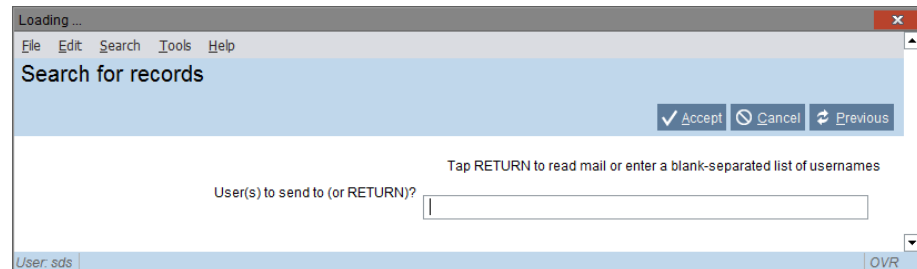 Loading ...
File Edit Search Tools Help
Search for records
Accept Cancel Previous
Tap RETURN to read mail or enter a blank-separated list of usernames
User(s) to send to (or RETURN)?
User: sds OVR